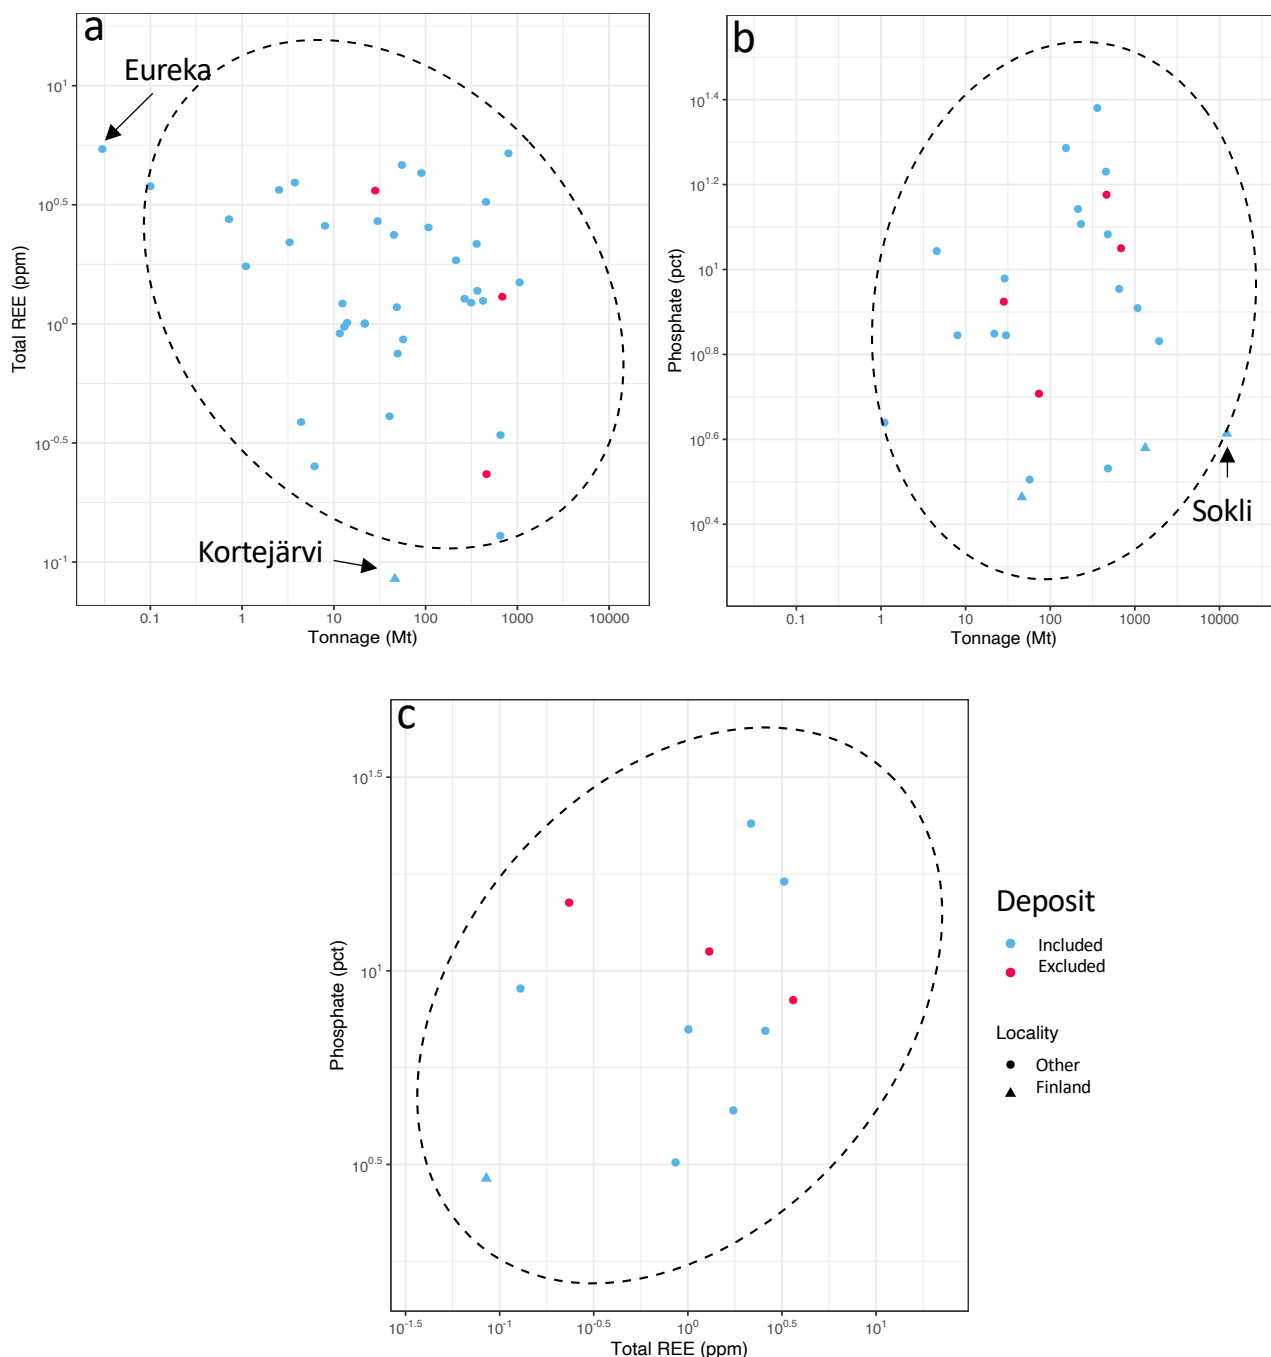 a
Eureka
Kortejärvi
10^1
10^0.5
10^0
10^-0.5
10^-1
Total REE (ppm)
0.1 1 10 100 1000 10000
Tonnage (Mt)
b
Sokli
10^1.4
10^1.2
10^1
10^0.8
10^0.6
10^0.4
Phosphate (pct)
0.1 1 10 100 1000 10000
Tonnage (Mt)
c
10^1.5
10^1
10^0.5
Phosphate (pct)
10^-1.5 10^-1 10^-0.5 10^0 10^0.5 10^1
Total REE (ppm)
Deposit
Included
Excluded
Locality
Other
Finland